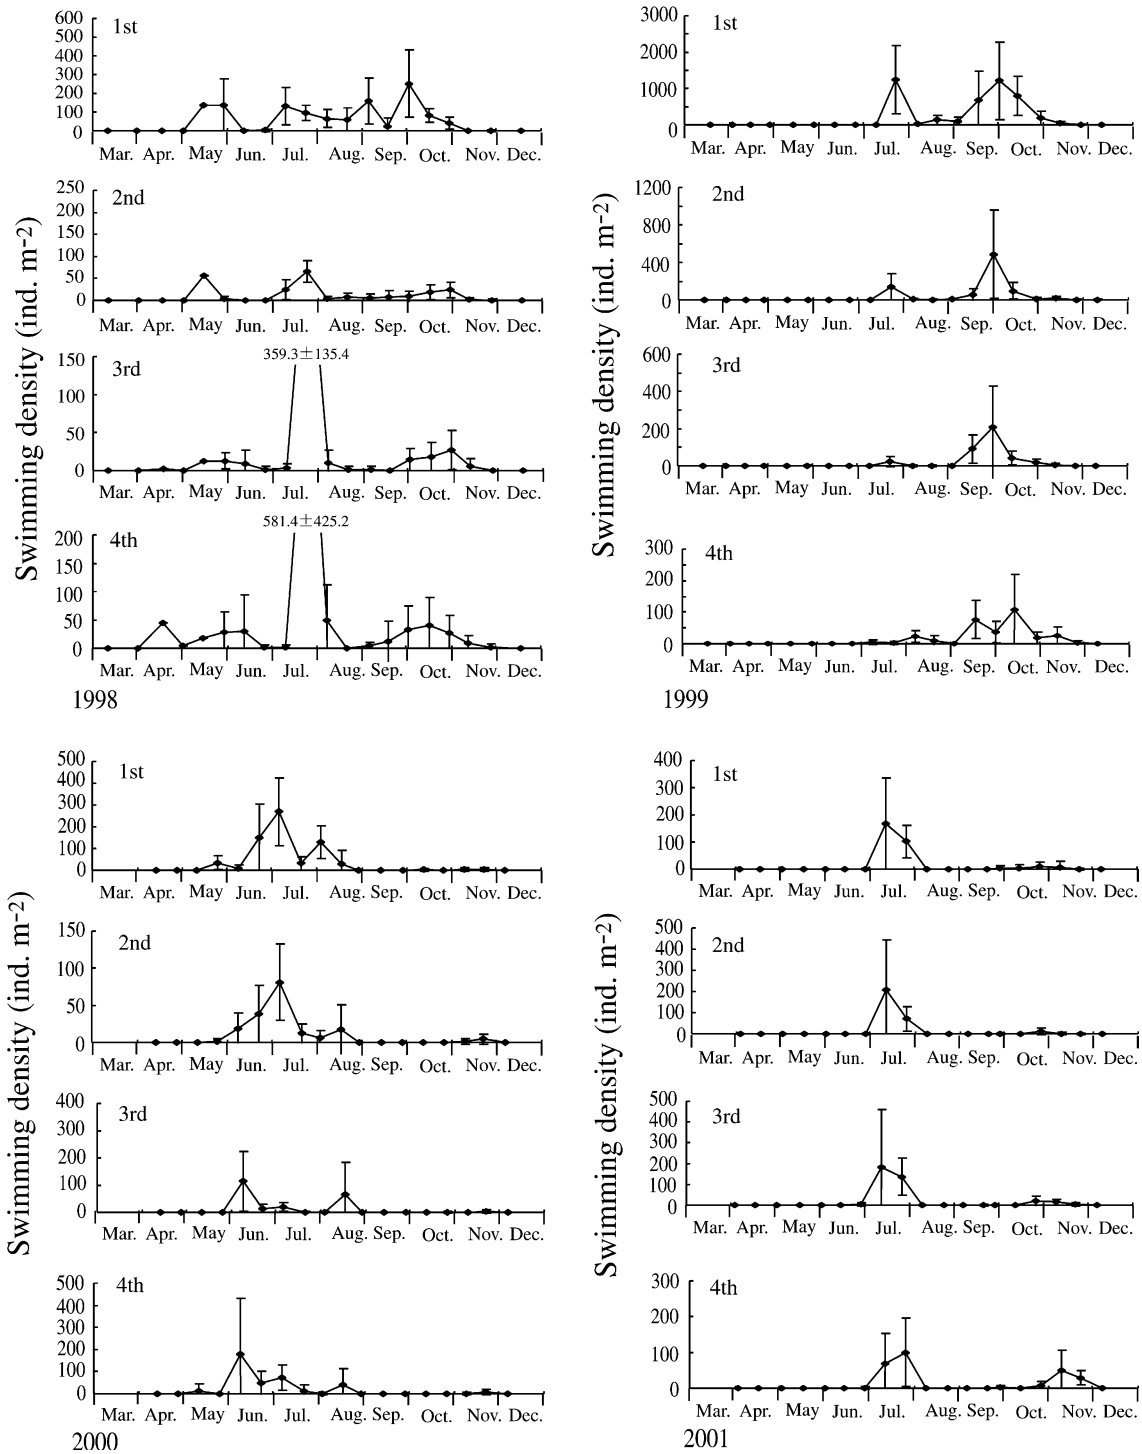 Swimming density (ind. m-2)
600
500
400
300
200
100
0
1st
Mar. Apr. May Jun. Jul. Aug. Sep. Oct. Nov. Dec.
250
200
150
100
50
0
2nd
Mar. Apr. May Jun. Jul. Aug. Sep. Oct. Nov. Dec.
150
100
50
0
3rd
359.3±135.4
Mar. Apr. May Jun. Jul. Aug. Sep. Oct. Nov. Dec.
200
150
100
50
0
4th
581.4±425.2
Mar. Apr. May Jun. Jul. Aug. Sep. Oct. Nov. Dec.
1998
Swimming density (ind. m-2)
3000
2000
1000
0
1st
Mar. Apr. May Jun. Jul. Aug. Sep. Oct. Nov. Dec.
1200
800
400
0
2nd
Mar. Apr. May Jun. Jul. Aug. Sep. Oct. Nov. Dec.
600
400
200
0
3rd
Mar. Apr. May Jun. Jul. Aug. Sep. Oct. Nov. Dec.
300
200
100
0
4th
Mar. Apr. May Jun. Jul. Aug. Sep. Oct. Nov. Dec.
1999
Swimming density (ind. m-2)
500
400
300
200
100
0
1st
Mar. Apr. May Jun. Jul. Aug. Sep. Oct. Nov. Dec.
150
100
50
0
2nd
Mar. Apr. May Jun. Jul. Aug. Sep. Oct. Nov. Dec.
400
300
200
100
0
3rd
Mar. Apr. May Jun. Jul. Aug. Sep. Oct. Nov. Dec.
500
400
300
200
100
0
4th
Mar. Apr. May Jun. Jul. Aug. Sep. Oct. Nov. Dec.
2000
Swimming density (ind. m-2)
400
300
200
100
0
1st
Mar. Apr. May Jun. Jul. Aug. Sep. Oct. Nov. Dec.
500
400
300
200
100
0
2nd
Mar. Apr. May Jun. Jul. Aug. Sep. Oct. Nov. Dec.
500
400
300
200
100
0
3rd
Mar. Apr. May Jun. Jul. Aug. Sep. Oct. Nov. Dec.
300
200
100
0
4th
Mar. Apr. May Jun. Jul. Aug. Sep. Oct. Nov. Dec.
2001